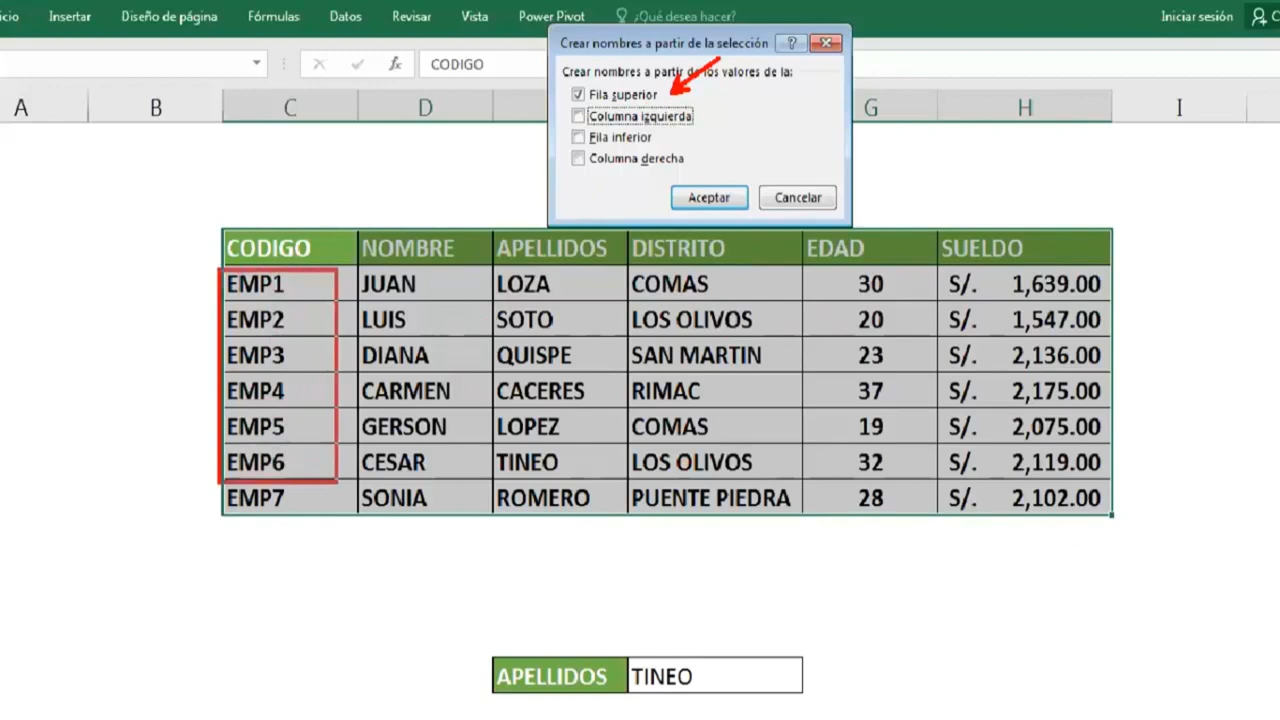 icio Insertar Diseño de página Fórmulas Datos Revisar Vista Power Pivot ¿Qué desea hacer? Iniciar sesión
Crear nombres a partir de la selección ?
fx CODIGO
Crear nombres a partir de los valores de la:
Fila superior
Columna izquierda
Fila inferior
Columna derecha
Aceptar Cancelar
A B C D G H I
CODIGO NOMBRE APELLIDOS DISTRITO EDAD SUELDO
EMP1 JUAN LOZA COMAS 30 S/. 1,639.00
EMP2 LUIS SOTO LOS OLIVOS 20 S/. 1,547.00
EMP3 DIANA QUISPE SAN MARTIN 23 S/. 2,136.00
EMP4 CARMEN CACERES RIMAC 37 S/. 2,175.00
EMP5 GERSON LOPEZ COMAS 19 S/. 2,075.00
EMP6 CESAR TINEO LOS OLIVOS 32 S/. 2,119.00
EMP7 SONIA ROMERO PUENTE PIEDRA 28 S/. 2,102.00
APELLIDOS TINEO